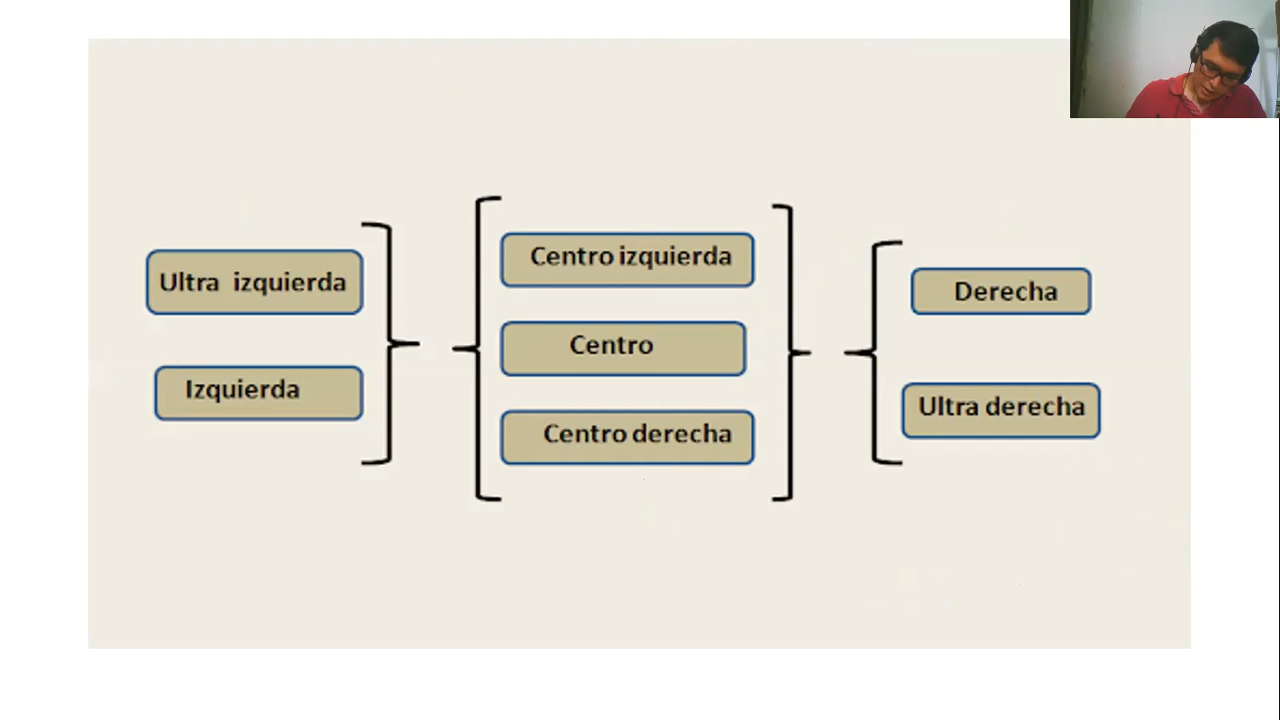 Ultra izquierda
Izquierda
Centro izquierda
Centro
Centro derecha
Derecha
Ultra derecha